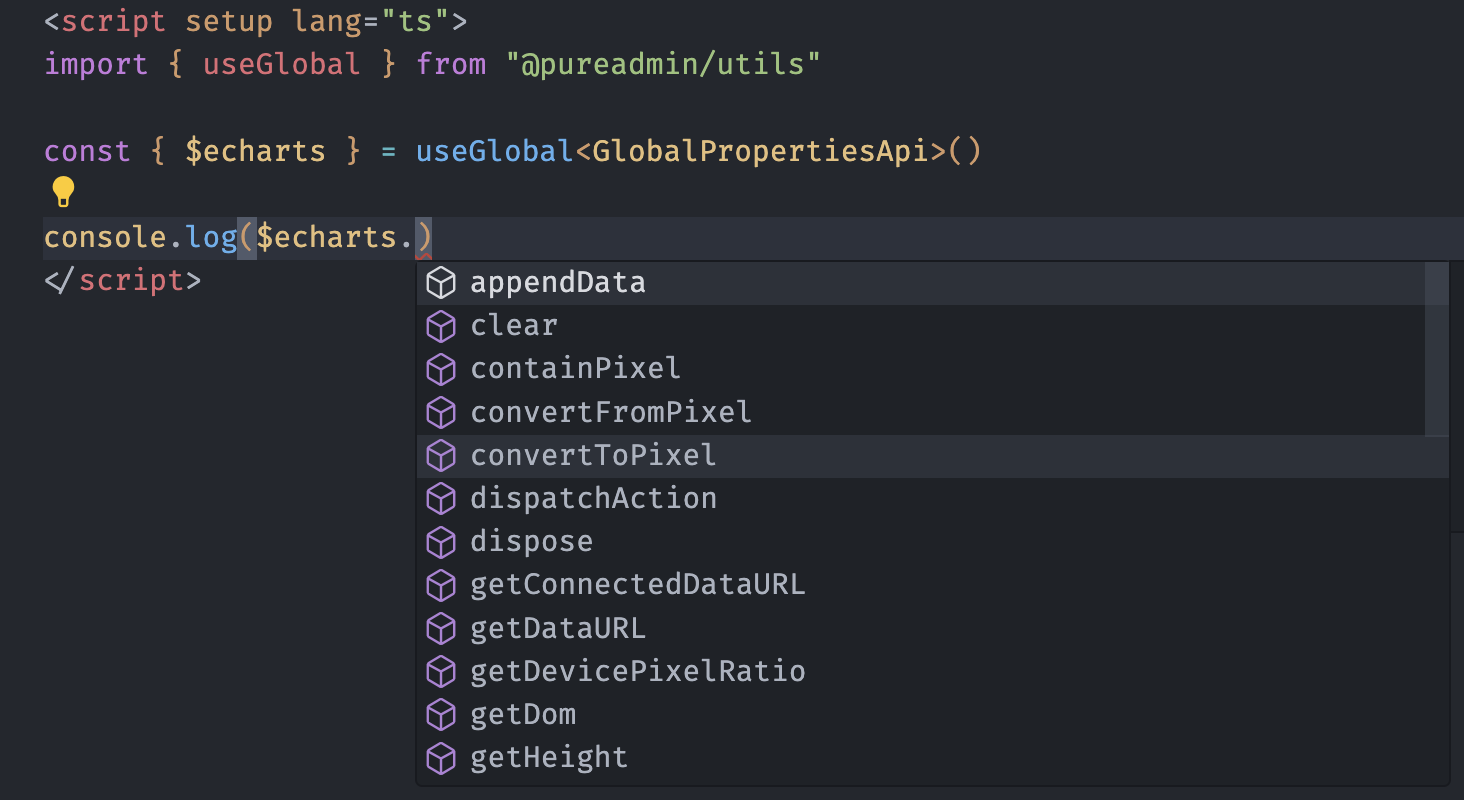 <script setup lang="ts">
import { useGlobal } from "@pureadmin/utils"
const { $echarts } = useGlobal<GlobalPropertiesApi>()
console.log($echarts.)
</script>
appendData
clear
containPixel
convertFromPixel
convertToPixel
dispatchAction
dispose
getConnectedDataURL
getDataURL
getDevicePixelRatio
getDom
getHeight